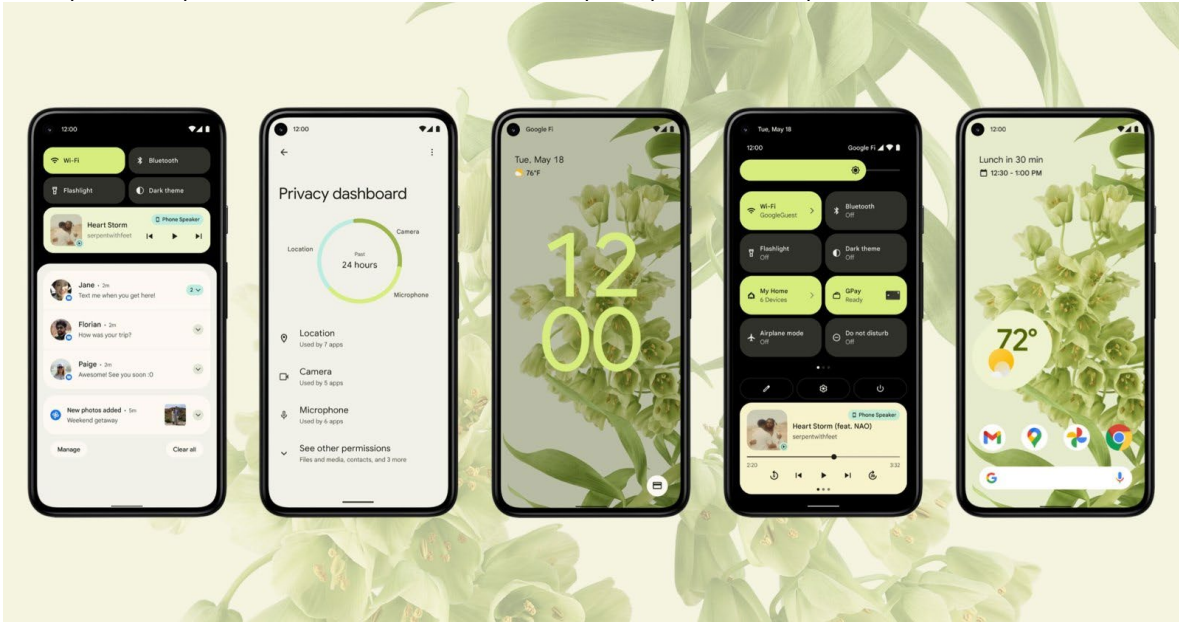 12:00
Wi-Fi
Bluetooth
Flashlight
Dark theme
Phone Speaker
Heart Storm
serpentwithfeet
Jane • 2m
Text me when you get here!
2
Florian • 2m
How was your trip?
Paige • 2m
Awesome! See you soon :D
New photos added • 5m
Weekend getaway
Manage
Clear all
12:00
Privacy dashboard
Camera
Location
Past
24 hours
Microphone
Location
Used by 7 apps
Camera
Used by 5 apps
Microphone
Used by 6 apps
See other permissions
Files and media, contacts, and 3 more
Google Fi
Tue, May 18
76°F
12
00
Tue, May 18
12:00
Google Fi
Wi-Fi
GoogleGuest
Bluetooth
Off
Flashlight
Off
Dark theme
Off
My Home
6 Devices
GPay
Ready
Airplane mode
Off
Do not disturb
Off
Phone Speaker
Heart Storm (feat. NAO)
serpentwithfeet
2:20
3:32
12:00
Lunch in 30 min
12:30 - 1:00 PM
72°